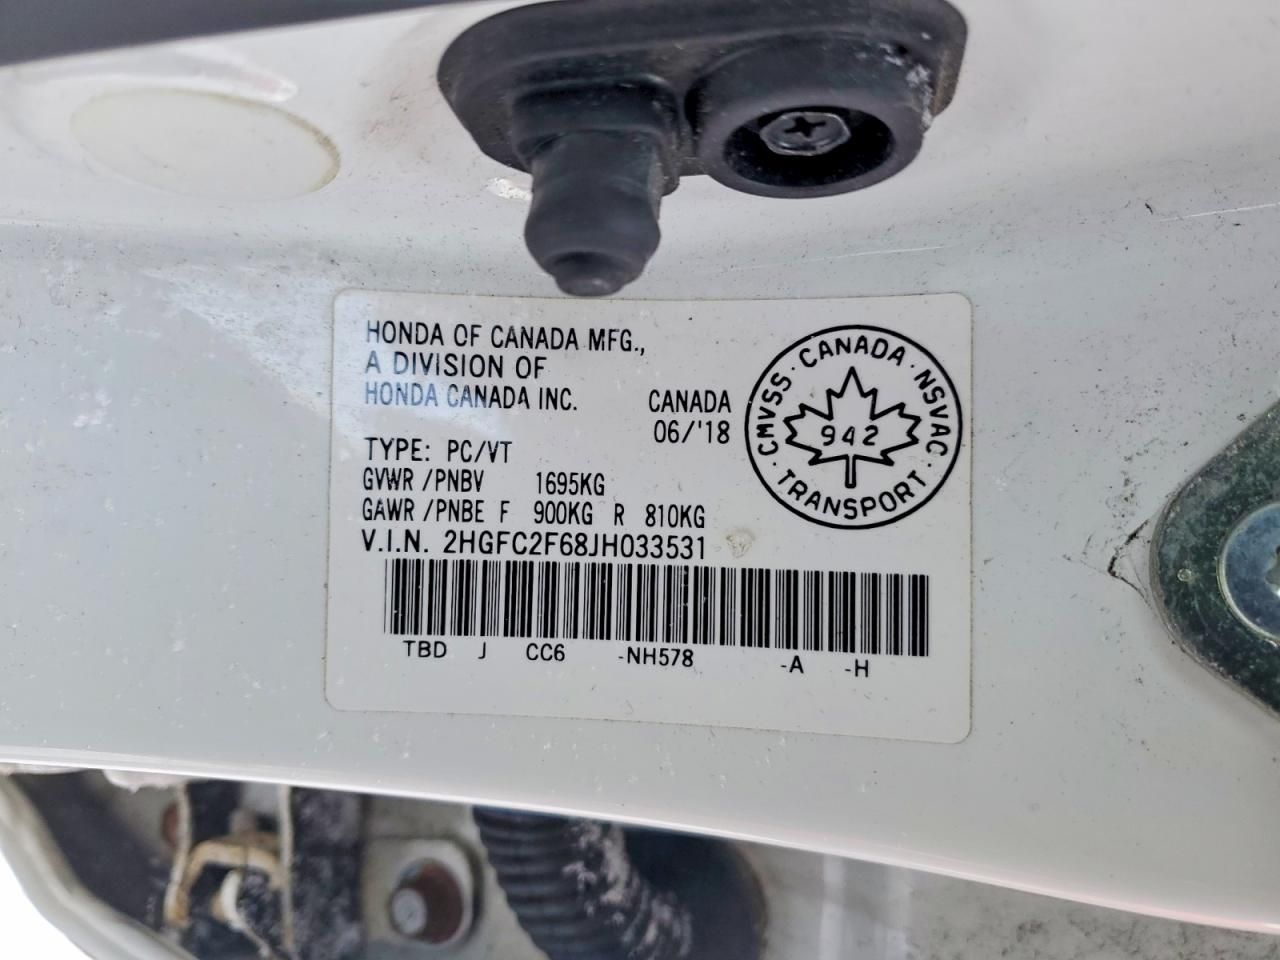 HONDA OF CANADA MFG.,
A DIVISION OF
HONDA CANADA INC.
CANADA
06/'18
TYPE: PC/VT
GVWR /PNBV 1695KG
GAWR /PNBE F 900KG R 810KG
V.I.N. 2HGFC2F68JH033531
TBD J CC6 -NH578 -A -H
CMVSS · CANADA · NSVAC · TRANSPORT ·
942